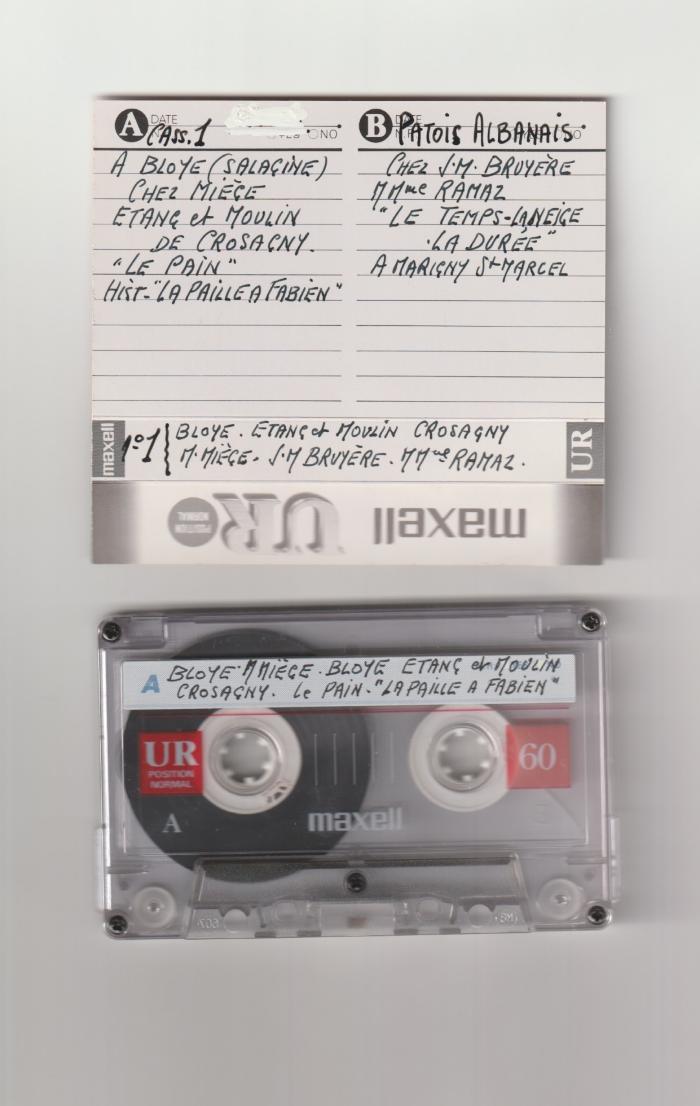 A DATE
CASS.1 NO
A BLOYE (SALAGINE)
CHEZ MIÈGE
ETANG et MOULIN
DE CROSAGNY.
"LE PAIN"
HIST-"LA PAILLE A FABIEN"
B DATE
PATOIS ALBANAIS
CHEZ J.M. BRUYÈRE
MMme RAMAZ
"LE TEMPS-LA NEIGE
.LA DURÉE"
A MARIGNY St MARCEL
maxell N°1 BLOYE. ETANG et MOULIN CROSAGNY
M. MIÈGE. J.M BRUYÈRE. MMme RAMAZ.
UR
maxell UR POSITION NORMAL
A BLOYE M MIÈGE. BLOYE ETANG et MOULIN
CROSAGNY. Le PAIN. "LA PAILLE A FABIEN"
UR
POSITION
NORMAL
60
A
maxell